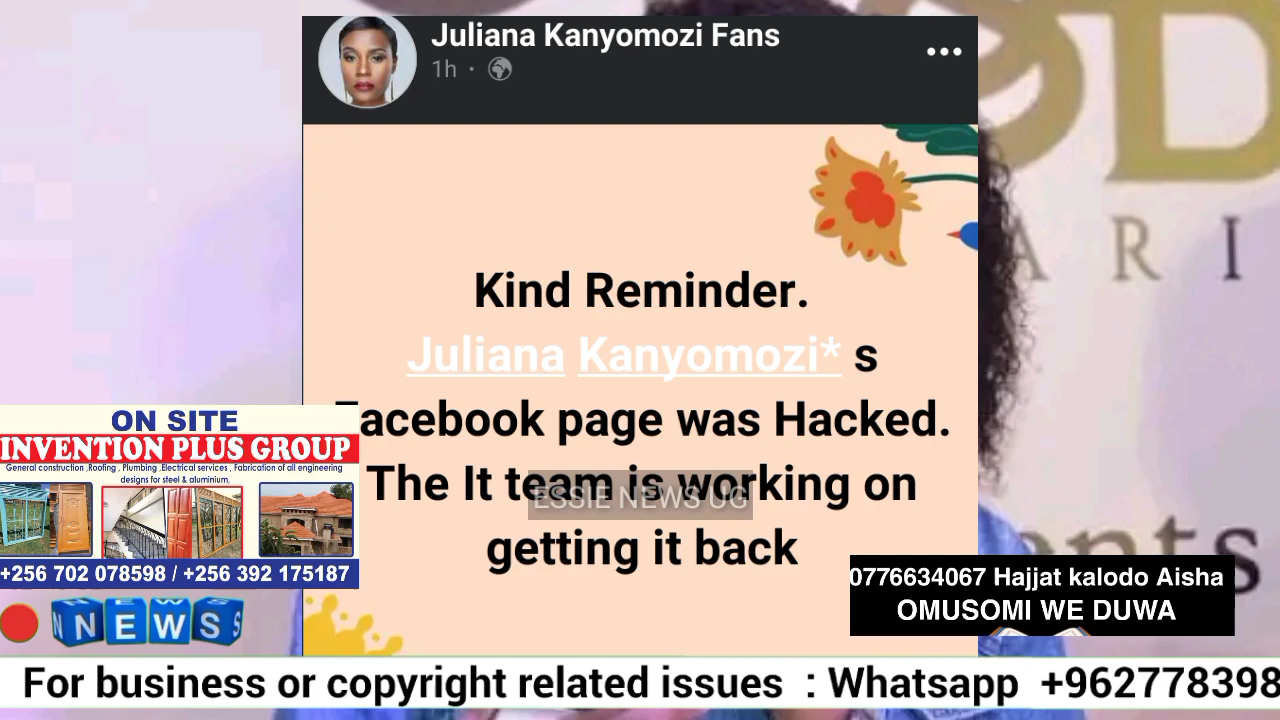 Juliana Kanyomozi Fans
1h ·
Kind Reminder.
Juliana Kanyomozi* s
Facebook page was Hacked.
The It team is working on
getting it back
ESSIE NEWS UG
ARI
ents
ON SITE
INVENTION PLUS GROUP
General construction ,Roofing , Plumbing ,Electrical services , Fabrication of all engineering
designs for steel & aluminium,
+256 702 078598 / +256 392 175187
NEWS
NEWS
0776634067 Hajjat kalodo Aisha
OMUSOMI WE DUWA
For business or copyright related issues : Whatsapp +962778398